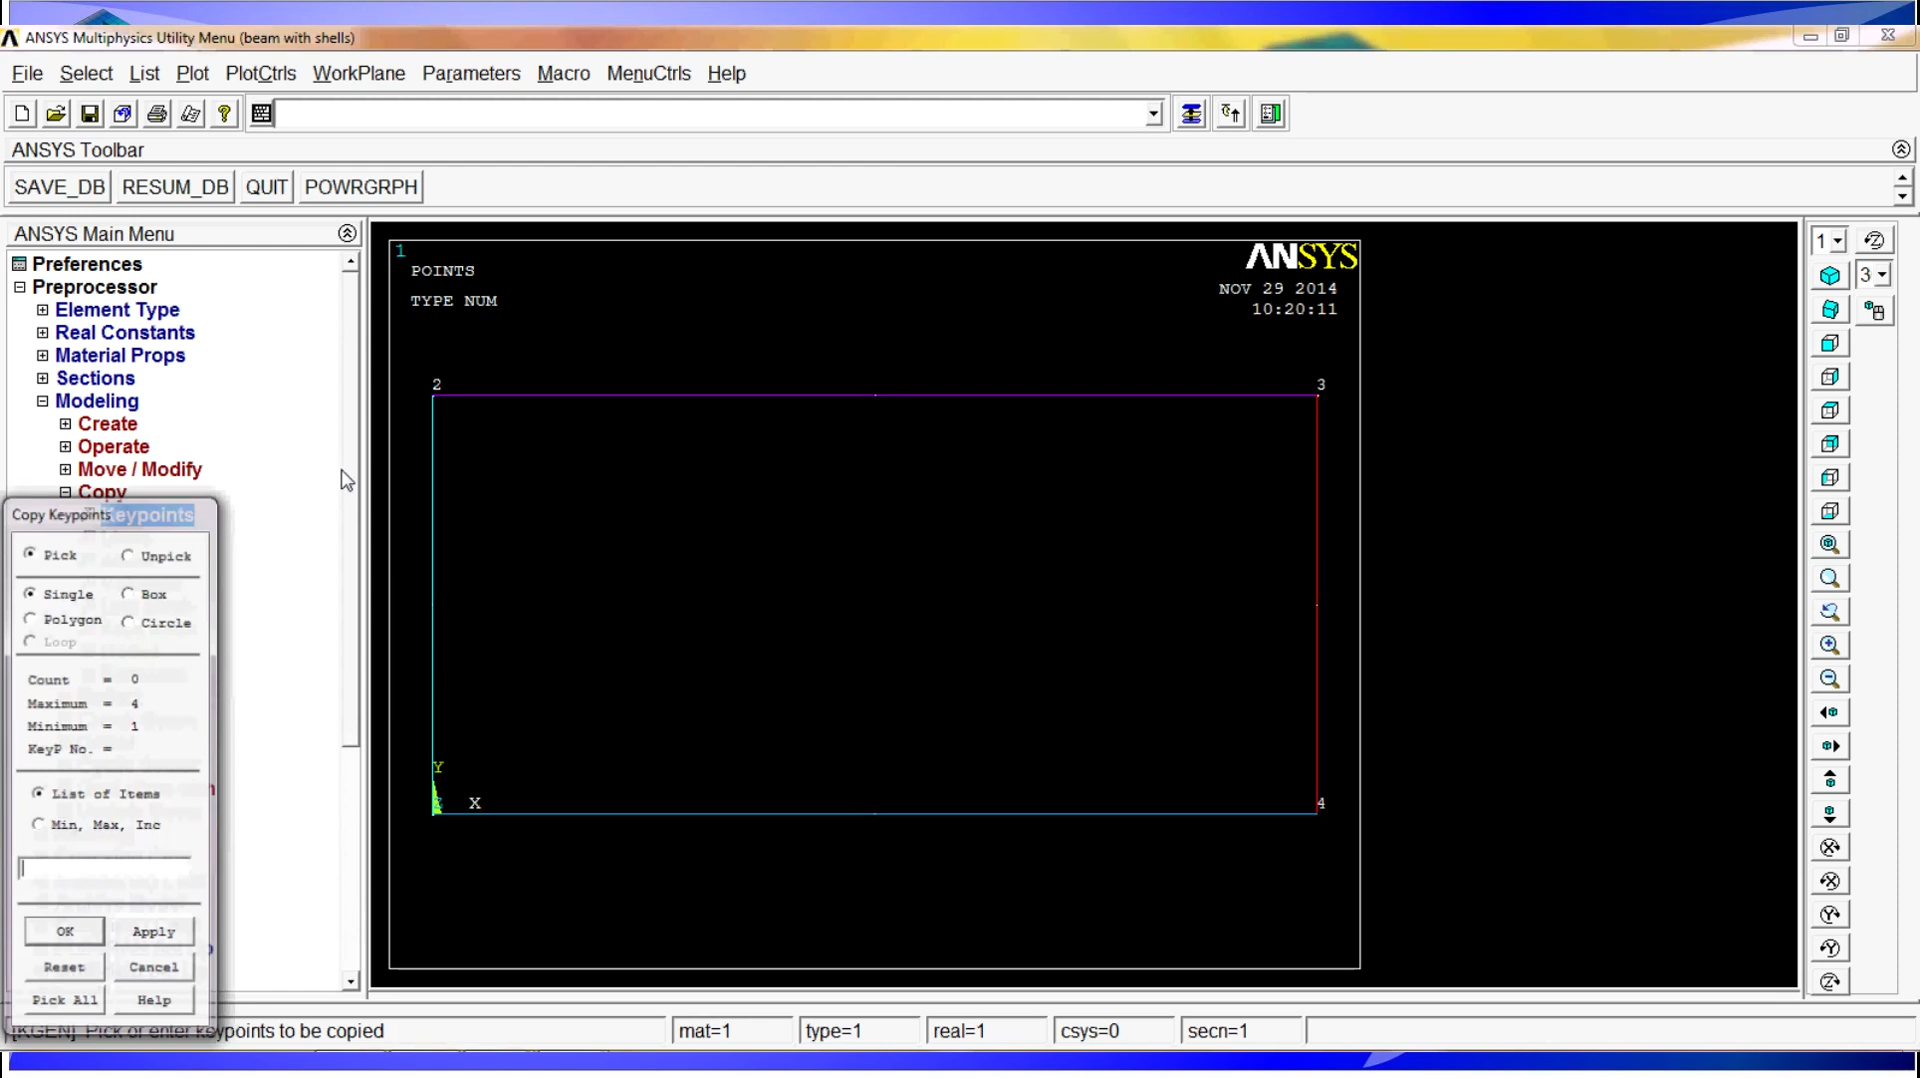 ANSYS Multiphysics Utility Menu (beam with shells)
File Select List Plot PlotCtrls WorkPlane Parameters Macro MenuCtrls Help
ANSYS Toolbar
SAVE_DB RESUM_DB QUIT POWRGRPH
ANSYS Main Menu
Preferences
Preprocessor
Element Type
Real Constants
Material Props
Sections
Modeling
Create
Operate
Move / Modify
Copy
Keypoints
Copy Keypoints
Pick Unpick
Single Box
Polygon Circle
Loop
Count = 0
Maximum = 4
Minimum = 1
KeyP No. =
List of Items
Min, Max, Inc
OK Apply
Reset Cancel
Pick All Help
1
POINTS
TYPE NUM
ANSYS
NOV 29 2014
10:20:11
2 3
Y
X 4
1
3
[KGEN] Pick or enter keypoints to be copied
mat=1 type=1 real=1 csys=0 secn=1